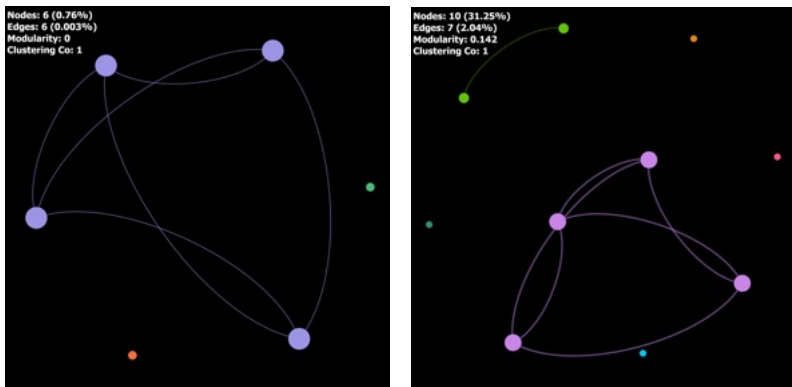 Nodes: 6 (0.76%)
Edges: 6 (0.003%)
Modularity: 0
Clustering Co: 1
Nodes: 10 (31.25%)
Edges: 7 (2.04%)
Modularity: 0.142
Clustering Co: 1